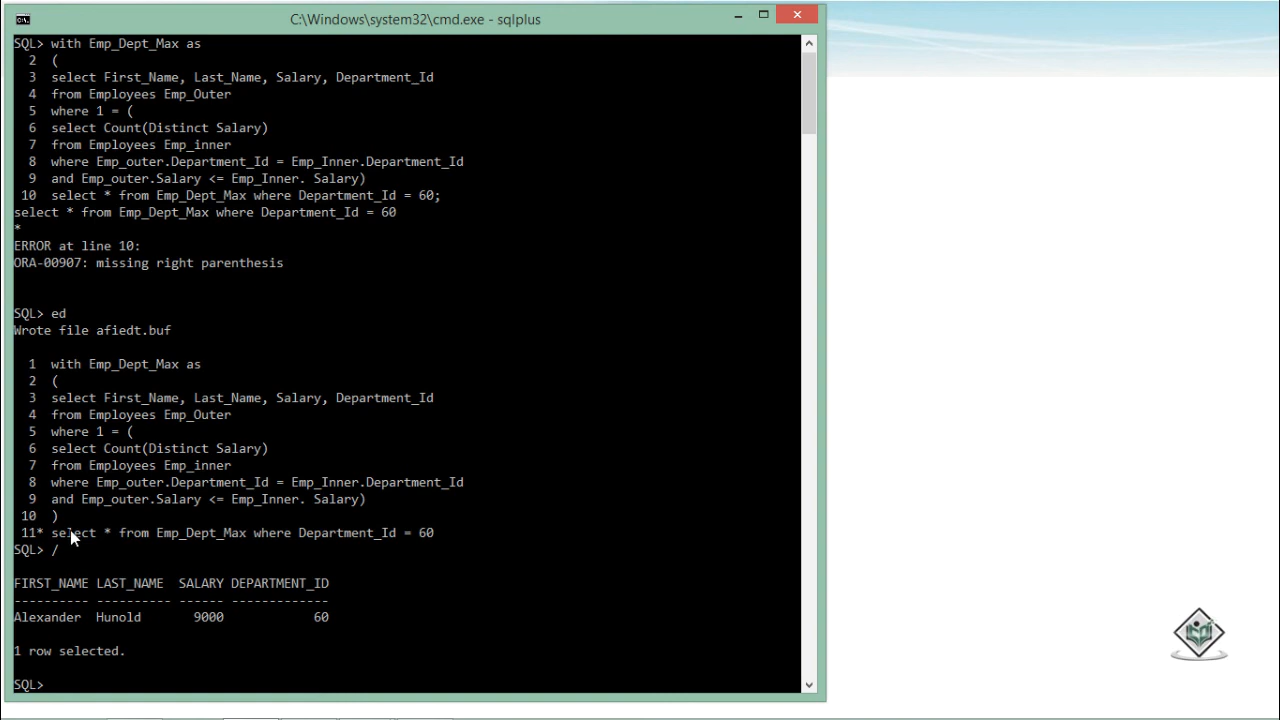 C:\Windows\system32\cmd.exe - sqlplus
SQL> with Emp_Dept_Max as
2 (
3 select First_Name, Last_Name, Salary, Department_Id
4 from Employees Emp_Outer
5 where 1 = (
6 select Count(Distinct Salary)
7 from Employees Emp_inner
8 where Emp_outer.Department_Id = Emp_Inner.Department_Id
9 and Emp_outer.Salary <= Emp_Inner. Salary)
10 select * from Emp_Dept_Max where Department_Id = 60;
select * from Emp_Dept_Max where Department_Id = 60
*
ERROR at line 10:
ORA-00907: missing right parenthesis
SQL> ed
Wrote file afiedt.buf
1 with Emp_Dept_Max as
2 (
3 select First_Name, Last_Name, Salary, Department_Id
4 from Employees Emp_Outer
5 where 1 = (
6 select Count(Distinct Salary)
7 from Employees Emp_inner
8 where Emp_outer.Department_Id = Emp_Inner.Department_Id
9 and Emp_outer.Salary <= Emp_Inner. Salary)
10 )
11* select * from Emp_Dept_Max where Department_Id = 60
SQL> /
FIRST_NAME LAST_NAME SALARY DEPARTMENT_ID
---------- ---------- ------ -------------
Alexander Hunold 9000 60
1 row selected.
SQL>